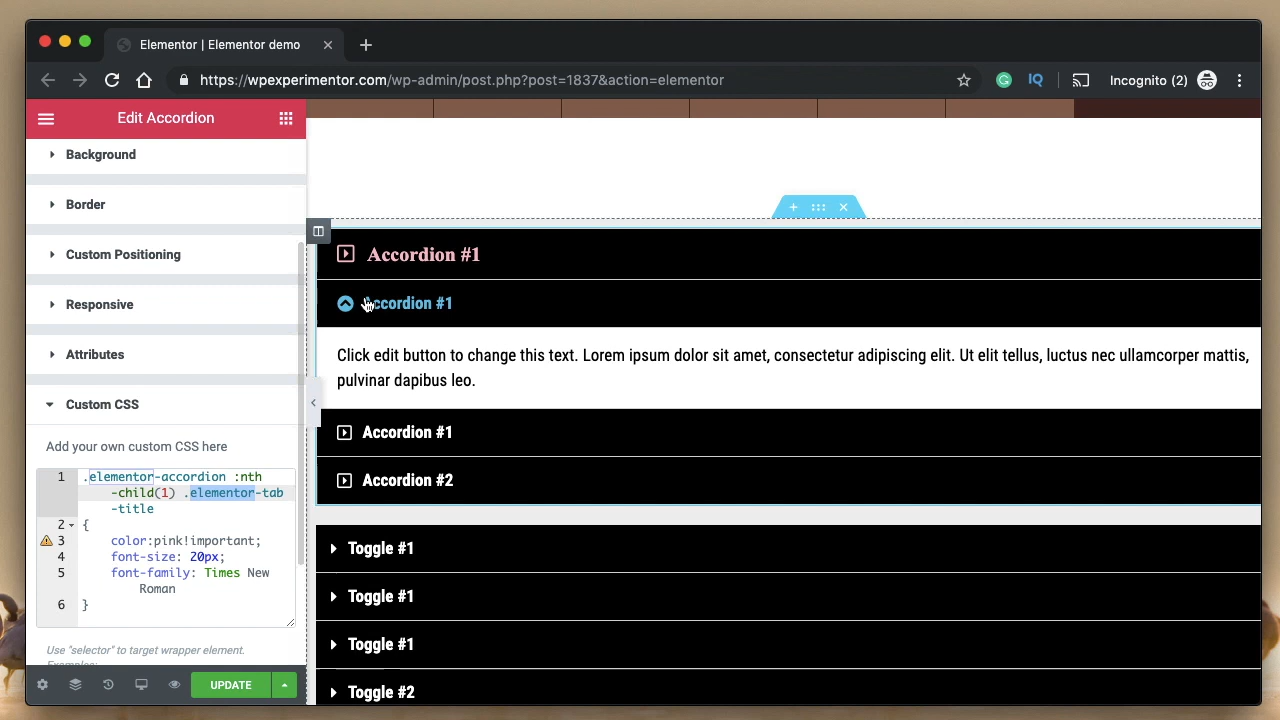 Elementor | Elementor demo
https://wpexperimentor.com/wp-admin/post.php?post=1837&action=elementor
IQ
Incognito (2)
Edit Accordion
Background
Border
Custom Positioning
Responsive
Attributes
Custom CSS
Add your own custom CSS here
1 .elementor-accordion :nth
-child(1) .elementor-tab
-title
2 {
3 color:pink!important;
4 font-size: 20px;
5 font-family: Times New
Roman
6 }
Use "selector" to target wrapper element.
Examples:
UPDATE
Accordion #1
Accordion #1
Click edit button to change this text. Lorem ipsum dolor sit amet, consectetur adipiscing elit. Ut elit tellus, luctus nec ullamcorper mattis,
pulvinar dapibus leo.
Accordion #1
Accordion #2
Toggle #1
Toggle #1
Toggle #1
Toggle #2